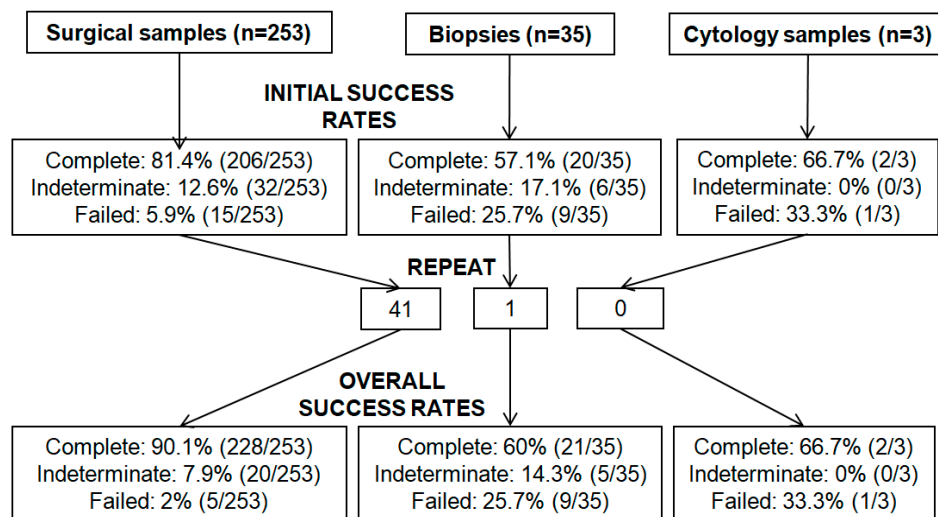 Surgical samples (n=253)
Biopsies (n=35)
Cytology samples (n=3)
INITIAL SUCCESS
RATES
Complete: 81.4% (206/253)
Indeterminate: 12.6% (32/253)
Failed: 5.9% (15/253)
Complete: 57.1% (20/35)
Indeterminate: 17.1% (6/35)
Failed: 25.7% (9/35)
Complete: 66.7% (2/3)
Indeterminate: 0% (0/3)
Failed: 33.3% (1/3)
REPEAT
41
1
0
OVERALL
SUCCESS RATES
Complete: 90.1% (228/253)
Indeterminate: 7.9% (20/253)
Failed: 2% (5/253)
Complete: 60% (21/35)
Indeterminate: 14.3% (5/35)
Failed: 25.7% (9/35)
Complete: 66.7% (2/3)
Indeterminate: 0% (0/3)
Failed: 33.3% (1/3)